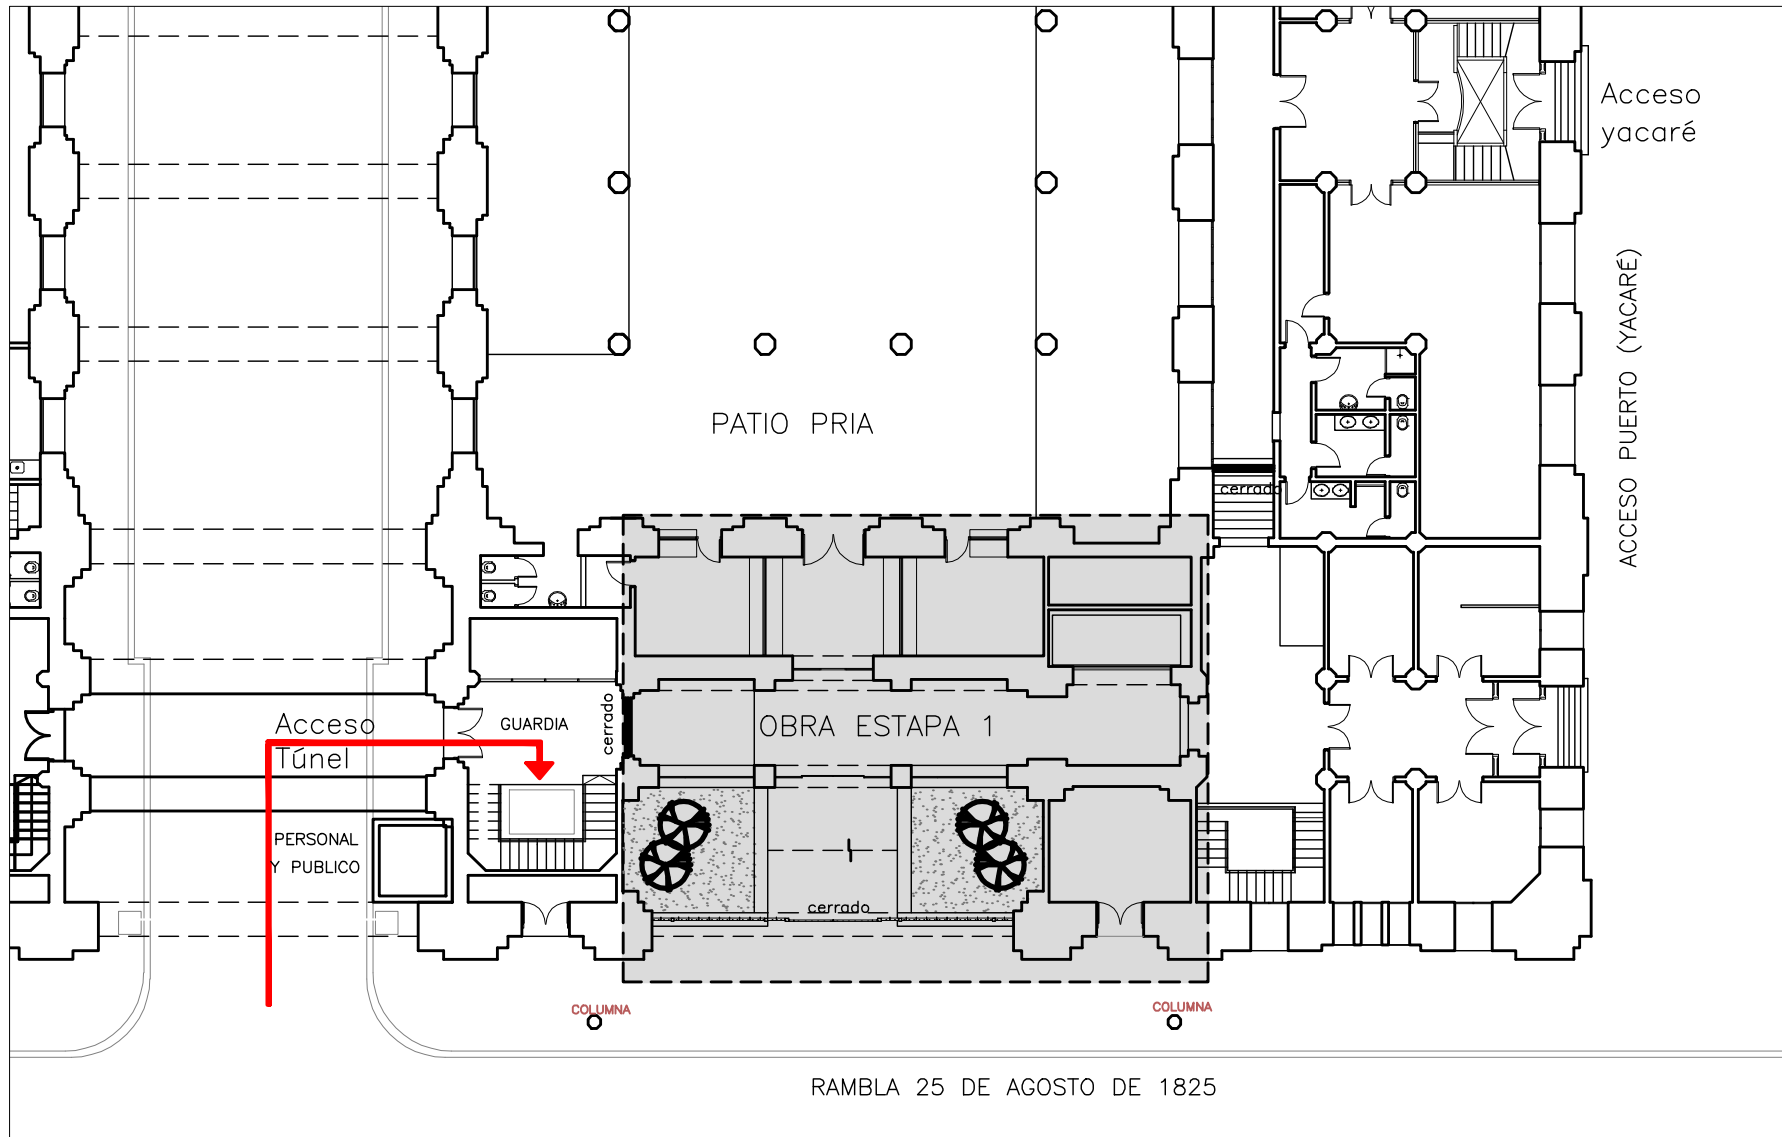 Acceso
yacaré
ACCESO PUERTO (YACARÉ)
PATIO PRIA
cerrado
Acceso
Túnel
GUARDIA
cerrado
OBRA ESTAPA 1
PERSONAL
Y PUBLICO
cerrado
COLUMNA
COLUMNA
RAMBLA 25 DE AGOSTO DE 1825